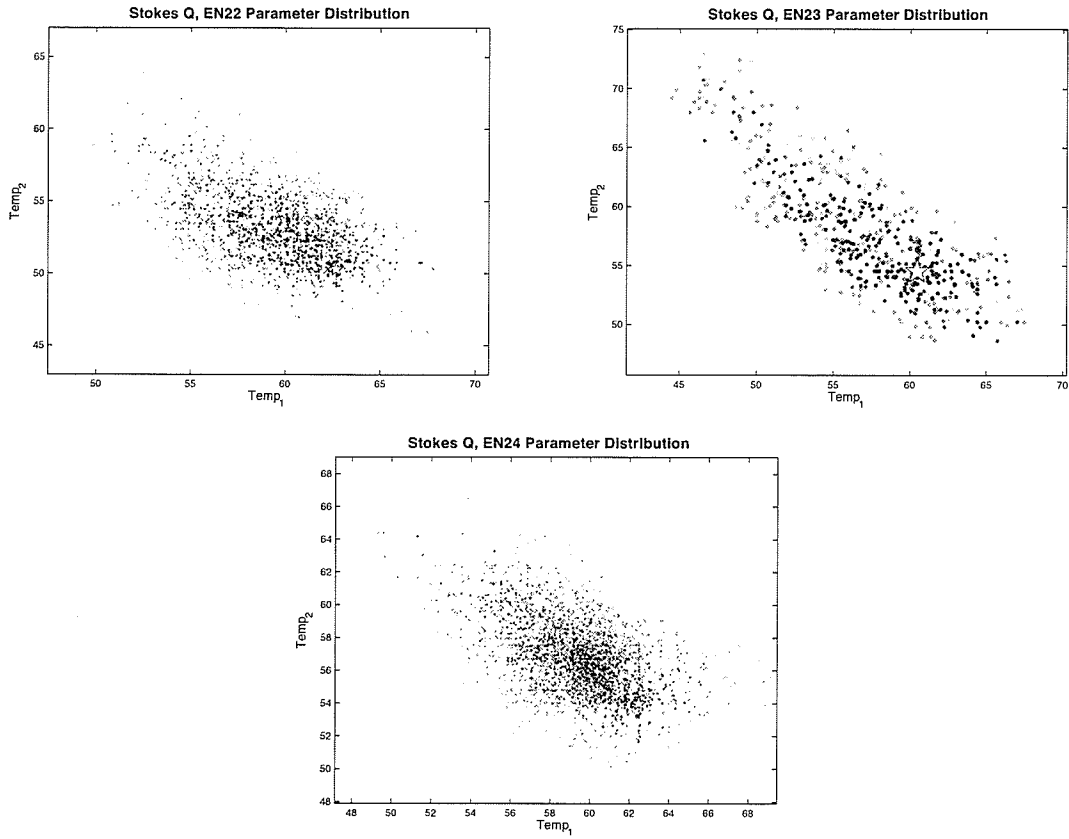 Stokes Q, EN22 Parameter Distribution
65
60
55
50
45
Temp2
50 55 60 65 70
Temp1
Stokes Q, EN23 Parameter Distribution
75
70
65
60
55
50
Temp2
45 50 55 60 65 70
Temp1
Stokes Q, EN24 Parameter Distribution
68
66
64
62
60
58
56
54
52
50
48
Temp2
48 50 52 54 56 58 60 62 64 66 68
Temp1